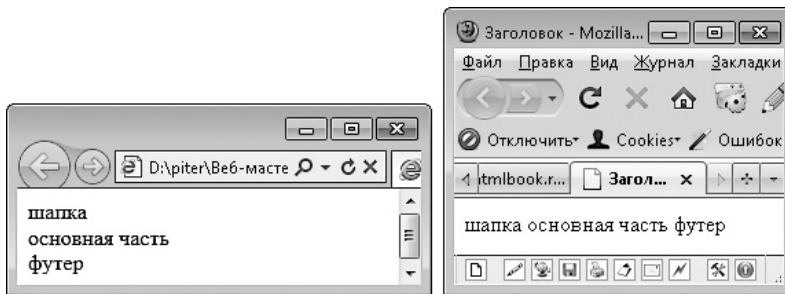 D:\piter\Веб-масте
шапка
основная часть
футер
Заголовок - Mozilla...
Файл Правка Вид Журнал Закладки
Отключить Cookies Ошибок
tmlbook.r... Загол...
шапка основная часть футер